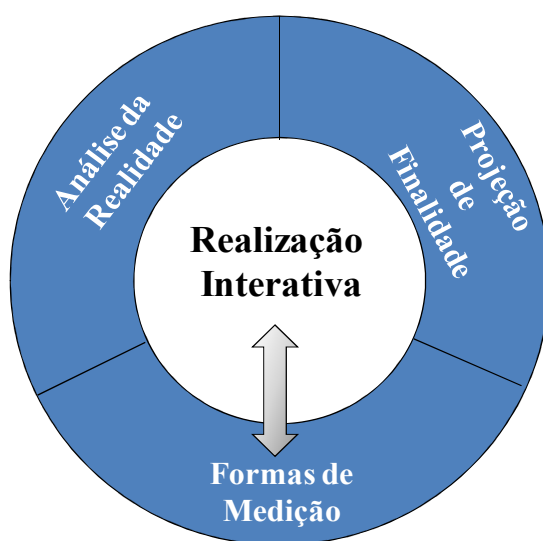 Análise da
Realidade
Projeção
de
Finalidade
Realização
Interativa
Formas de
Medição